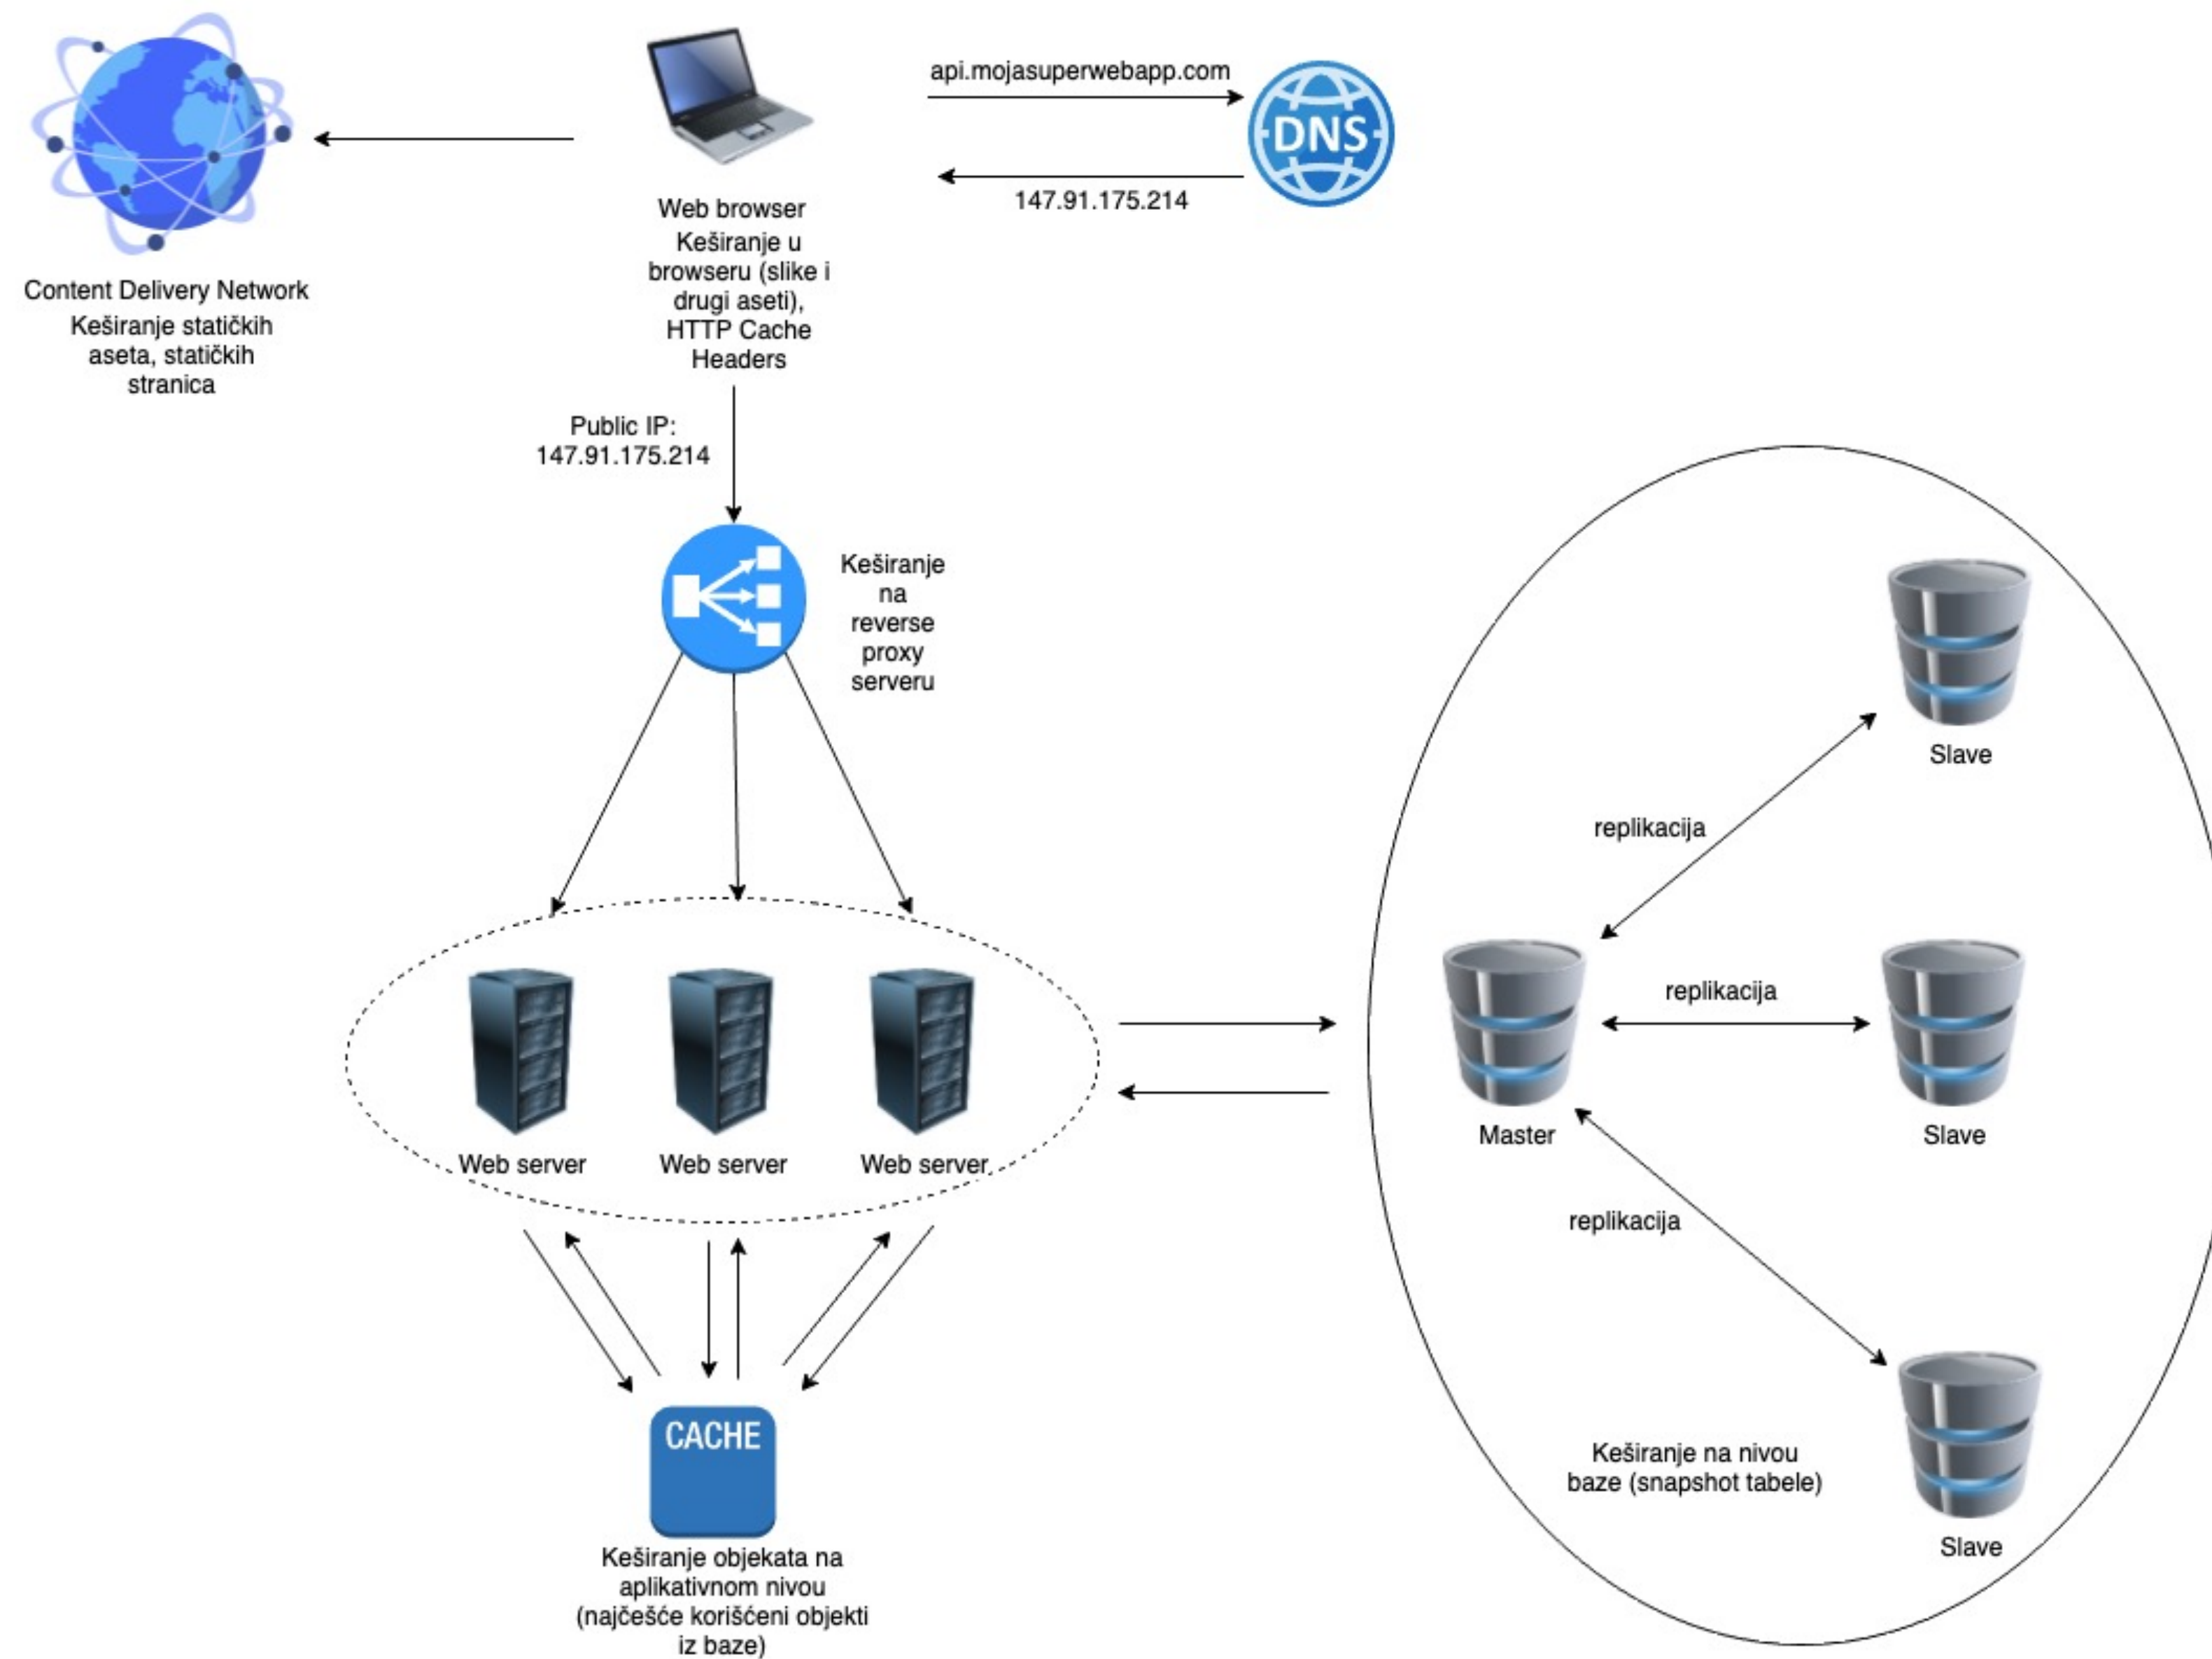 api.mojasuperwebapp.com
DNS
147.91.175.214
Web browser
Keširanje u
browseru (slike i
drugi aseti),
HTTP Cache
Headers
Content Delivery Network
Keširanje statičkih
aseta, statičkih
stranica
Public IP:
147.91.175.214
Keširanje
na
reverse
proxy
serveru
Slave
replikacija
replikacija
Master
Slave
Web server
Web server
Web server
replikacija
CACHE
Keširanje na nivou
baze (snapshot tabele)
Slave
Keširanje objekata na
aplikativnom nivou
(najčešće korišćeni objekti
iz baze)